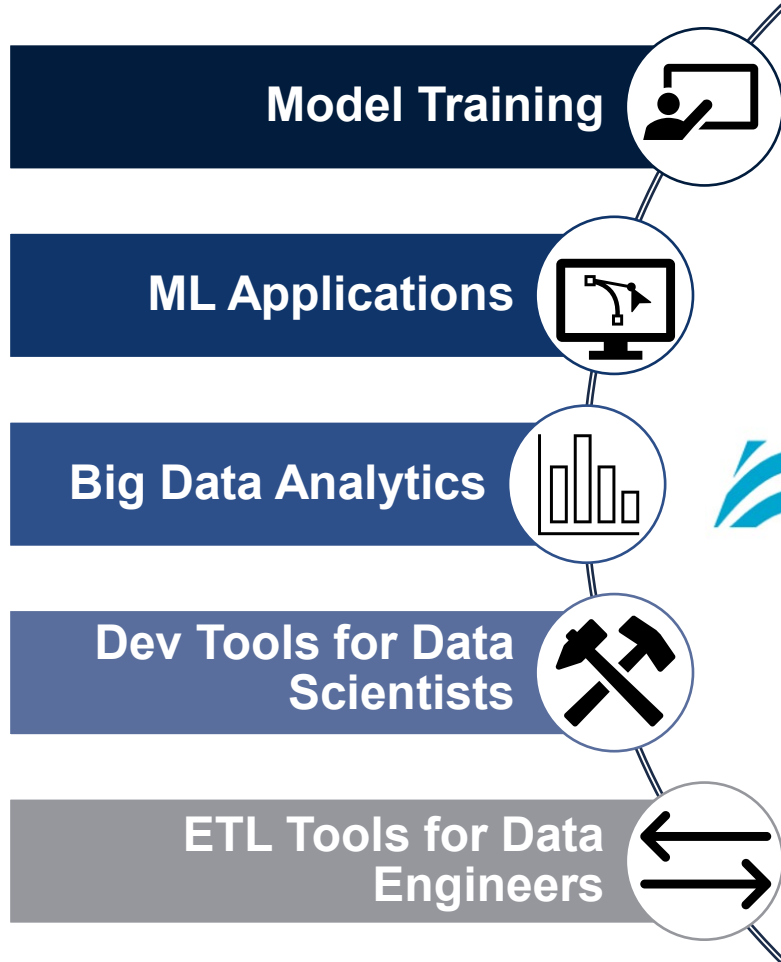 Model Training
ML Applications
Big Data Analytics
Dev Tools for Data
Scientists
ETL Tools for Data
Engineers